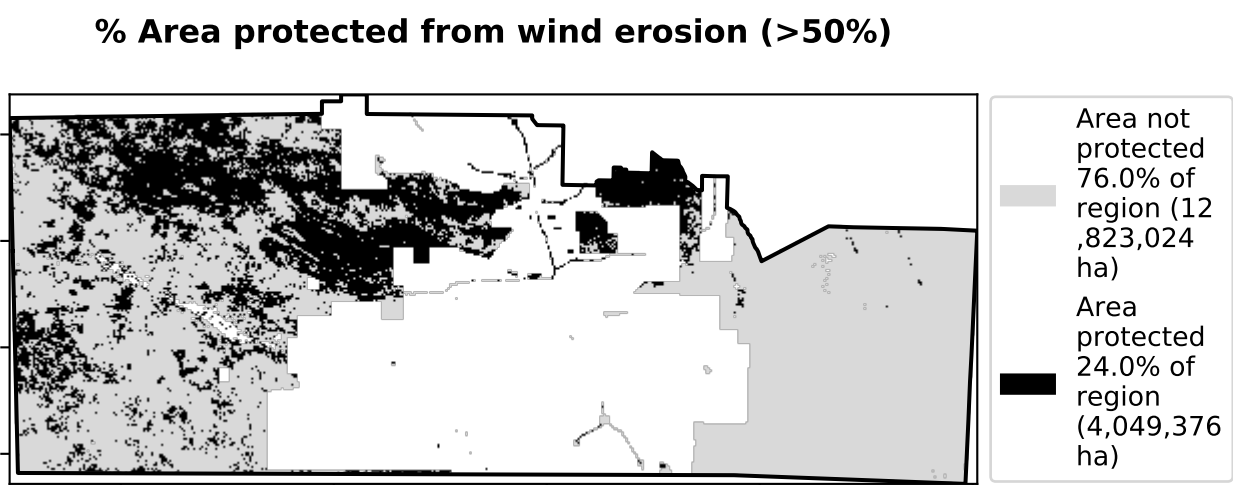 % Area protected from wind erosion (>50%)
Area not
protected
76.0% of
region (12
,823,024
ha)
Area
protected
24.0% of
region
(4,049,376
ha)